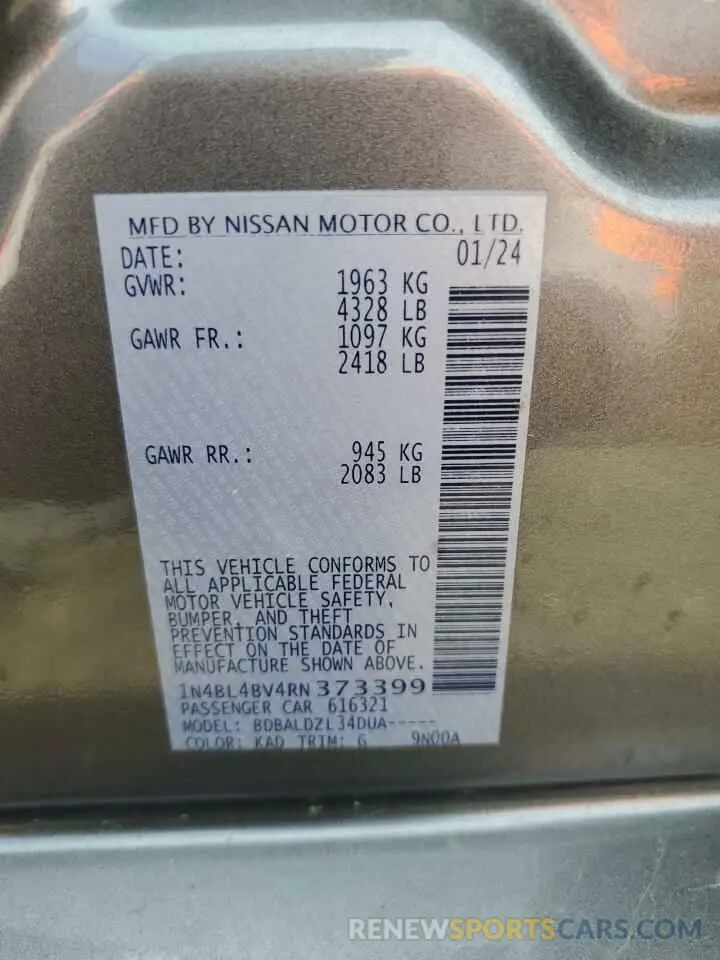 MFD BY NISSAN MOTOR CO., LTD.
DATE: 01/24
GVWR: 1963 KG
4328 LB
GAWR FR.: 1097 KG
2418 LB
GAWR RR.: 945 KG
2083 LB
THIS VEHICLE CONFORMS TO
ALL APPLICABLE FEDERAL
MOTOR VEHICLE SAFETY,
BUMPER, AND THEFT
PREVENTION STANDARDS IN
EFFECT ON THE DATE OF
MANUFACTURE SHOWN ABOVE.
1N4BL4BV4RN373399
PASSENGER CAR 616321
MODEL: BDBALDZL34DUA-----
COLOR: KAD TRIM: G 9N00A
RENEWSPORTSCARS.COM